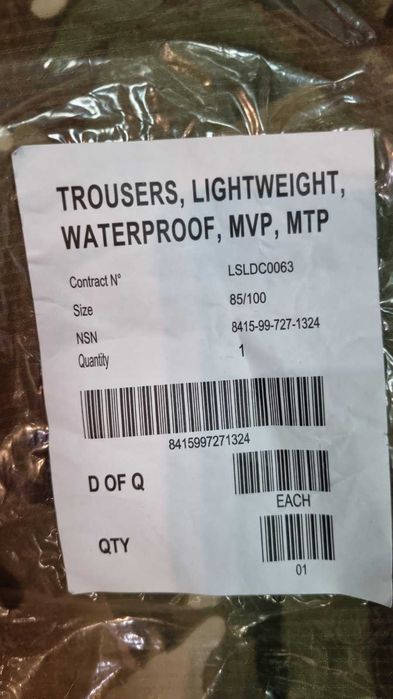 TROUSERS, LIGHTWEIGHT,
WATERPROOF, MVP, MTP
Contract Nº LSLDC0063
Size 85/100
NSN 8415-99-727-1324
Quantity 1
8415997271324
D OF Q
EACH
QTY
01